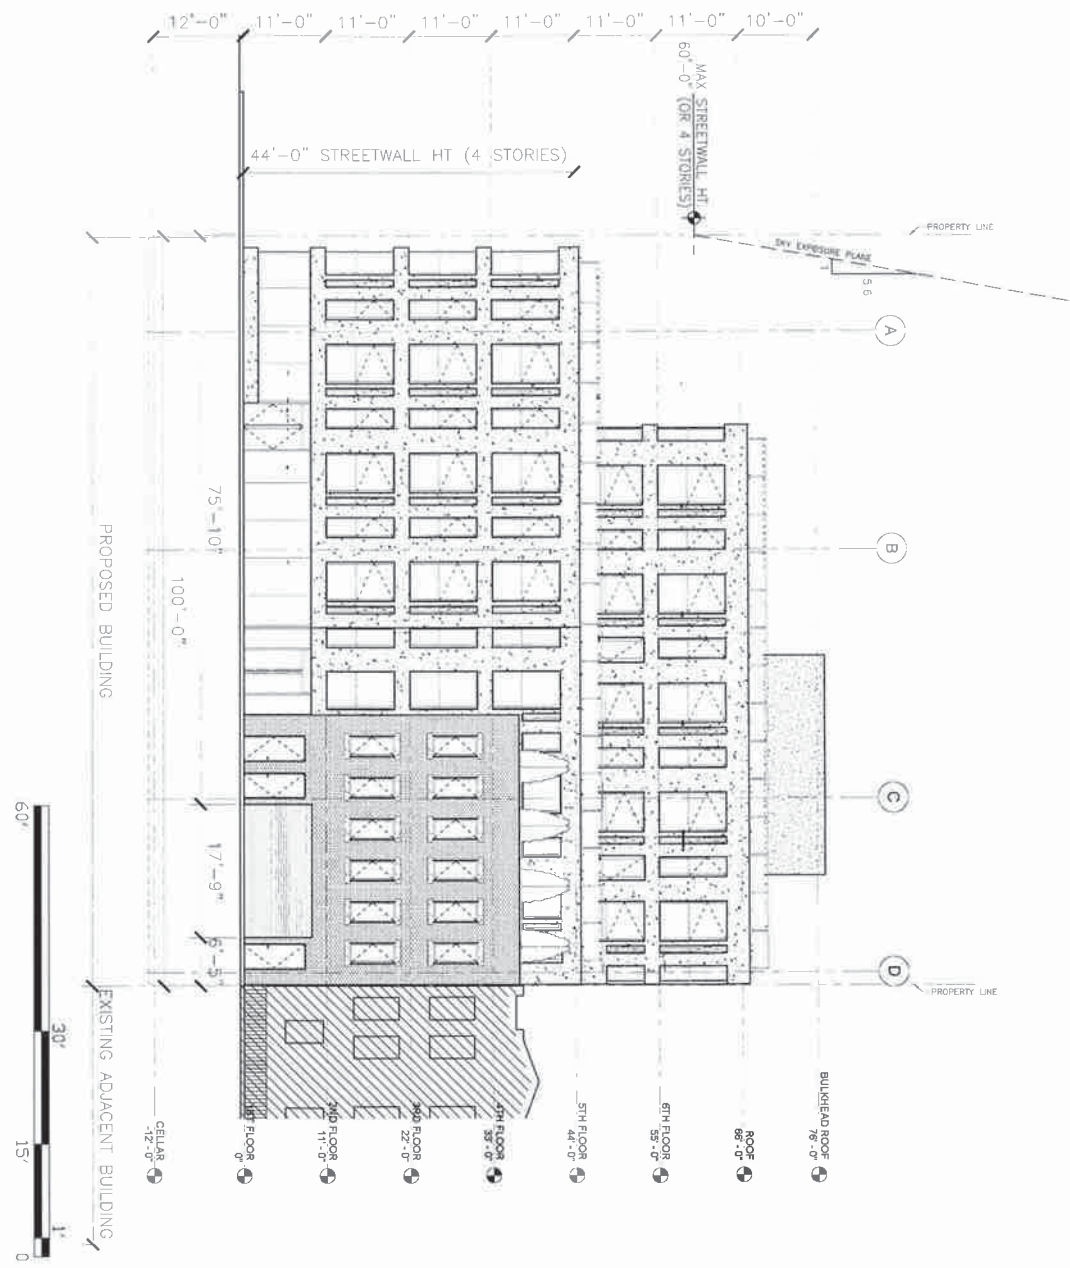 12'-0" 11'-0" 11'-0" 11'-0" 11'-0" 11'-0" 11'-0" 10'-0"
MAX STREETWALL HT.
60'-0" (OR 4 STORIES)
44'-0" STREETWALL HT (4 STORIES)
PROPERTY LINE
SKY EXPOSURE PLANE
1
5.6
A
B
C
D
75'-10"
100'-0"
17'-9"
6'-5"
PROPOSED BUILDING
EXISTING ADJACENT BUILDING
PROPERTY LINE
BULKHEAD ROOF
76'-0"
ROOF
66'-0"
6TH FLOOR
55'-0"
5TH FLOOR
44'-0"
4TH FLOOR
33'-0"
3RD FLOOR
22'-0"
2ND FLOOR
11'-0"
1ST FLOOR
0"
CELLAR
-12'-0"
60'
30'
15'
1'
0